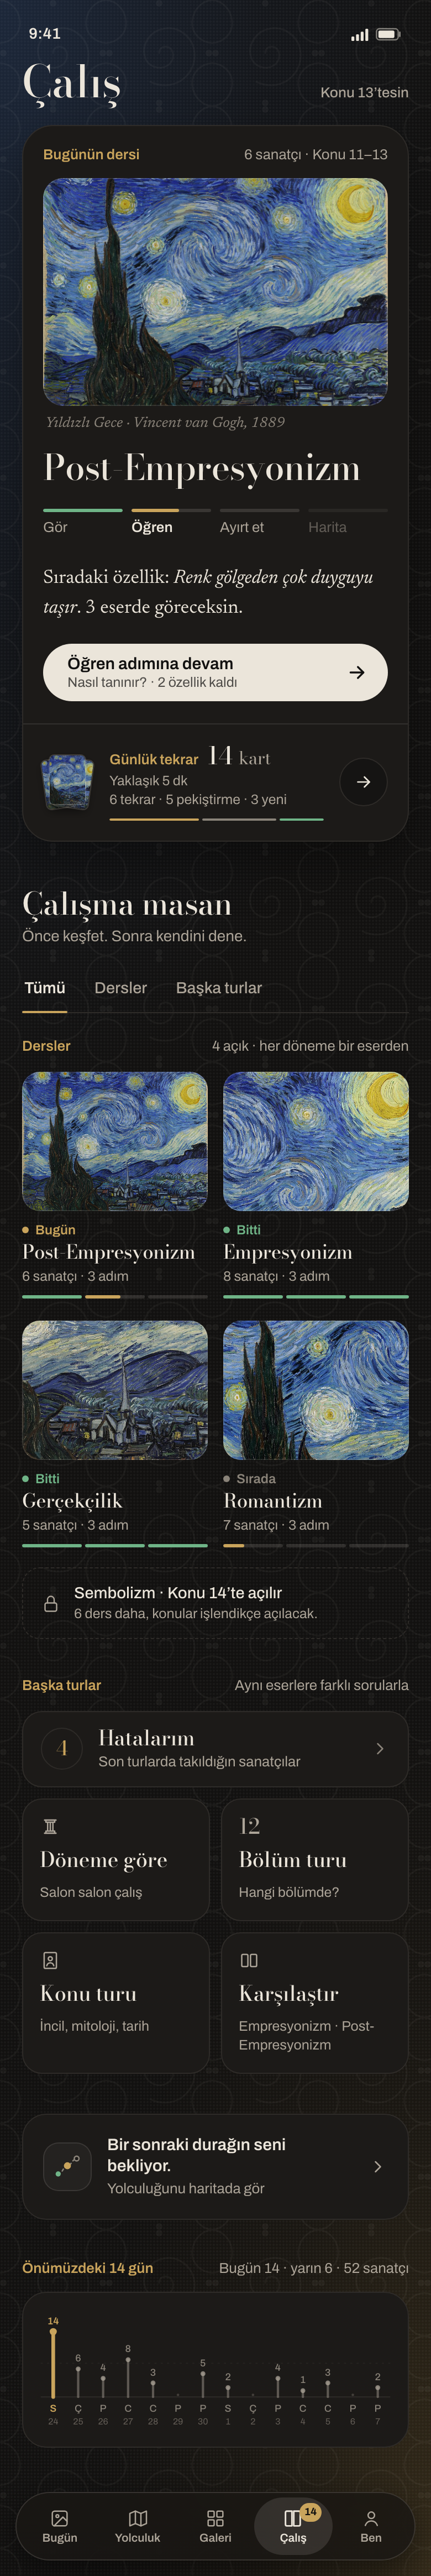 9:41
Çalış
Konu 13’tesin
Bugünün dersi
6 sanatçı · Konu 11–13
Yıldızlı Gece · Vincent van Gogh, 1889
Post-Empresyonizm
Gör
Öğren
Ayırt et
Harita
Sıradaki özellik: Renk gölgeden çok duyguyu
taşır. 3 eserde göreceksin.
Öğren adımına devam
Nasıl tanınır? · 2 özellik kaldı
Günlük tekrar 14 kart
Yaklaşık 5 dk
6 tekrar · 5 pekiştirme · 3 yeni
Çalışma masan
Önce keşfet. Sonra kendini dene.
Tümü
Dersler
Başka turlar
Dersler
4 açık · her döneme bir eserden
Bugün
Post-Empresyonizm
6 sanatçı · 3 adım
Bitti
Empresyonizm
8 sanatçı · 3 adım
Bitti
Gerçekçilik
5 sanatçı · 3 adım
Sırada
Romantizm
7 sanatçı · 3 adım
Sembolizm · Konu 14’te açılır
6 ders daha, konular işlendikçe açılacak.
Başka turlar
Aynı eserlere farklı sorularla
4
Hatalarım
Son turlarda takıldığın sanatçılar
Döneme göre
Salon salon çalış
12
Bölüm turu
Hangi bölümde?
Konu turu
İncil, mitoloji, tarih
Karşılaştır
Empresyonizm · Post-
Empresyonizm
Bir sonraki durağın seni
bekliyor.
Yolculuğunu haritada gör
Önümüzdeki 14 gün
Bugün 14 · yarın 6 · 52 sanatçı
14 6 4 8 3 5 2 4 1 3 2
S Ç P C C P P S Ç P C C P P
24 25 26 27 28 29 30 1 2 3 4 5 6 7
14
Bugün
Yolculuk
Galeri
Çalış
Ben